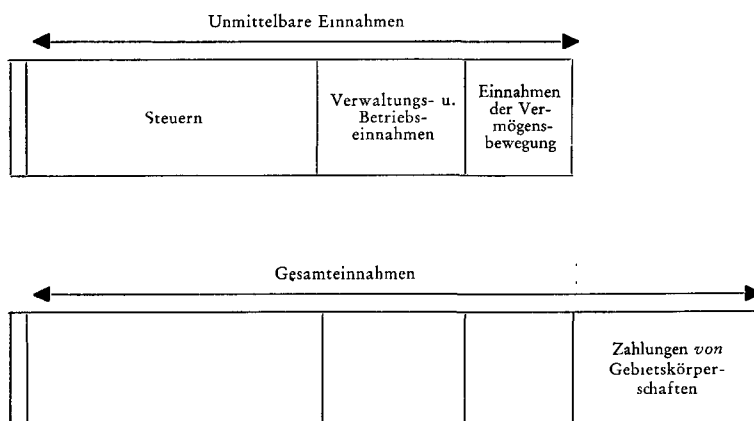 Unmittelbare Einnahmen
Steuern
Verwaltungs- u.
Betriebs-
einnahmen
Einnahmen
der Ver-
mögens-
bewegung
Gesamteinnahmen
Zahlungen von
Gebietskörper-
schaften